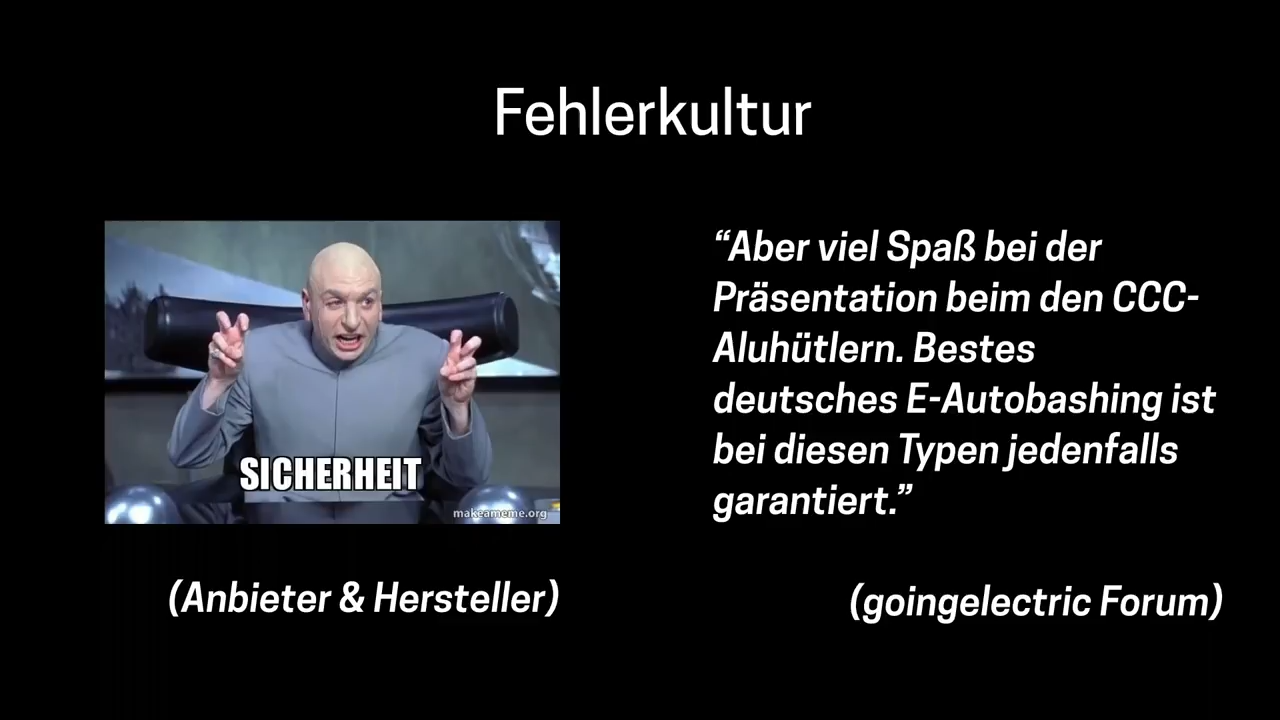 Fehlerkultur
SICHERHEIT
makeameme.org
(Anbieter & Hersteller)
“Aber viel Spaß bei der
Präsentation beim den CCC-
Aluhütlern. Bestes
deutsches E-Autobashing ist
bei diesen Typen jedenfalls
garantiert.”
(goingelectric Forum)